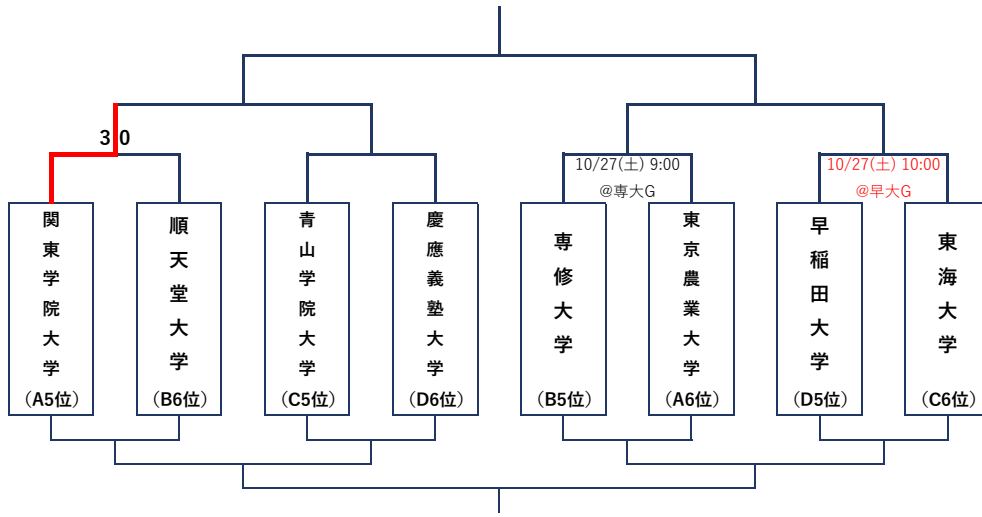 3 0
10/27(土) 9:00
@専大G
10/27(土) 10:00
@早大G
関東学院大学
（A5位）
順天堂大学
（B6位）
青山学院大学
（C5位）
慶應義塾大学
（D6位）
専修大学
（B5位）
東京農業大学
（A6位）
早稲田大学
（D5位）
東海大学
（C6位）